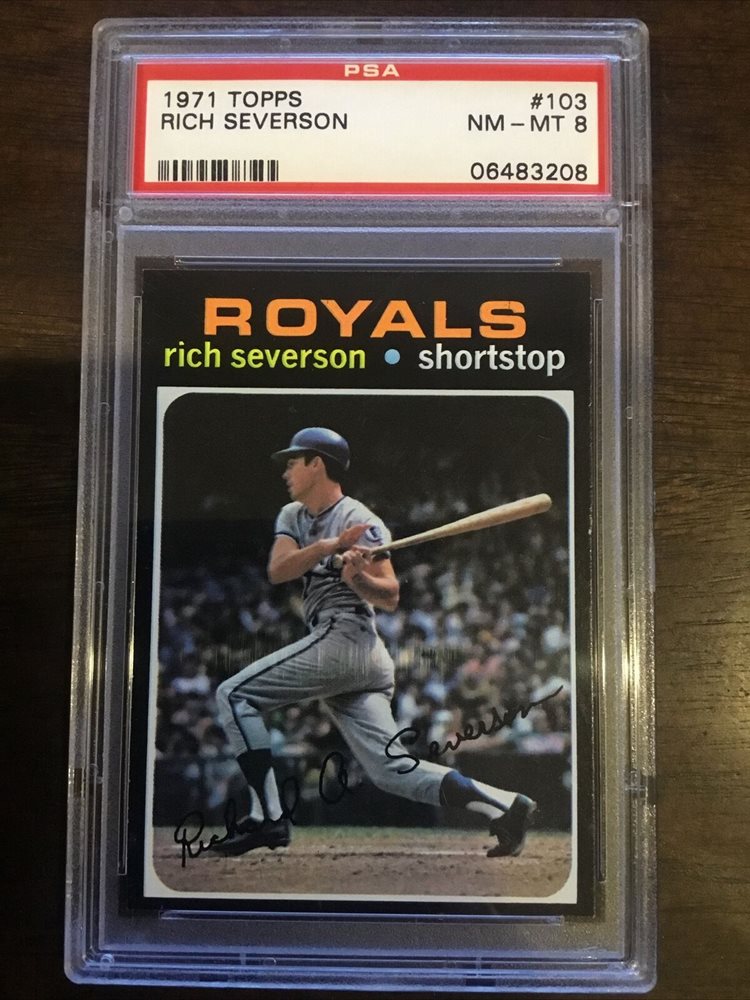 PSA
1971 TOPPS #103
RICH SEVERSON NM - MT 8
06483208
ROYALS
rich severson • shortstop
Richard A. Severson